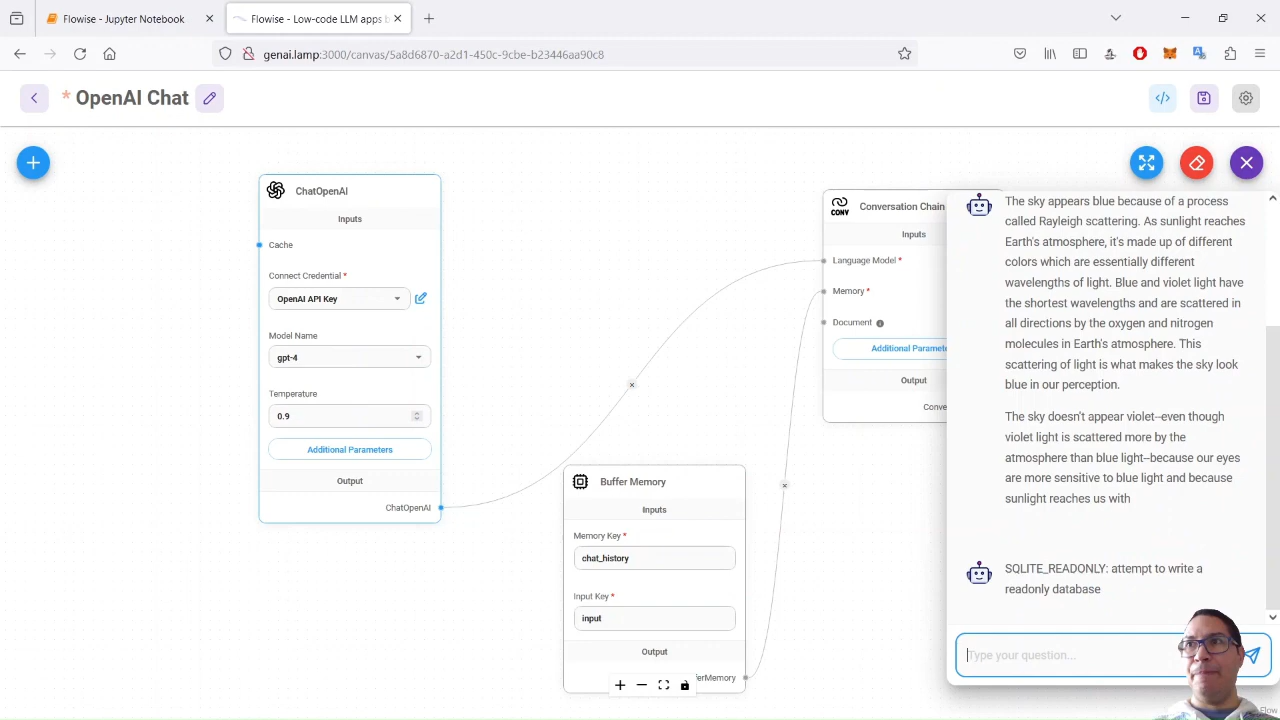 Flowise - Jupyter Notebook
Flowise - Low-code LLM apps b
genai.lamp:3000/canvas/5a8d6870-a2d1-450c-9cbe-b23446aa90c8
* OpenAI Chat
ChatOpenAI
Inputs
Cache
Connect Credential *
OpenAI API Key
Model Name
gpt-4
Temperature
0.9
Additional Parameters
Output
ChatOpenAI
Buffer Memory
Inputs
Memory Key *
chat_history
Input Key *
input
Output
fferMemory
CONV
Conversation Chain
Inputs
Language Model *
Memory *
Document
Additional Paramete
Output
Conve
The sky appears blue because of a process
called Rayleigh scattering. As sunlight reaches
Earth's atmosphere, it's made up of different
colors which are essentially different
wavelengths of light. Blue and violet light have
the shortest wavelengths and are scattered in
all directions by the oxygen and nitrogen
molecules in Earth's atmosphere. This
scattering of light is what makes the sky look
blue in our perception.
The sky doesn't appear violet--even though
violet light is scattered more by the
atmosphere than blue light--because our eyes
are more sensitive to blue light and because
sunlight reaches us with
SQLITE_READONLY: attempt to write a
readonly database
Type your question...
Flow